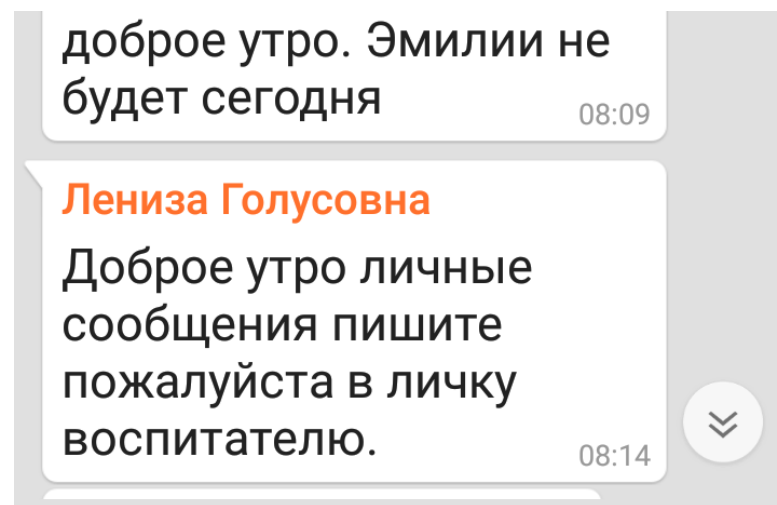 доброе утро. Эмилии не
будет сегодня
08:09
Лениза Голусовна
Доброе утро личные
сообщения пишите
пожалуйста в личку
воспитателю.
08:14